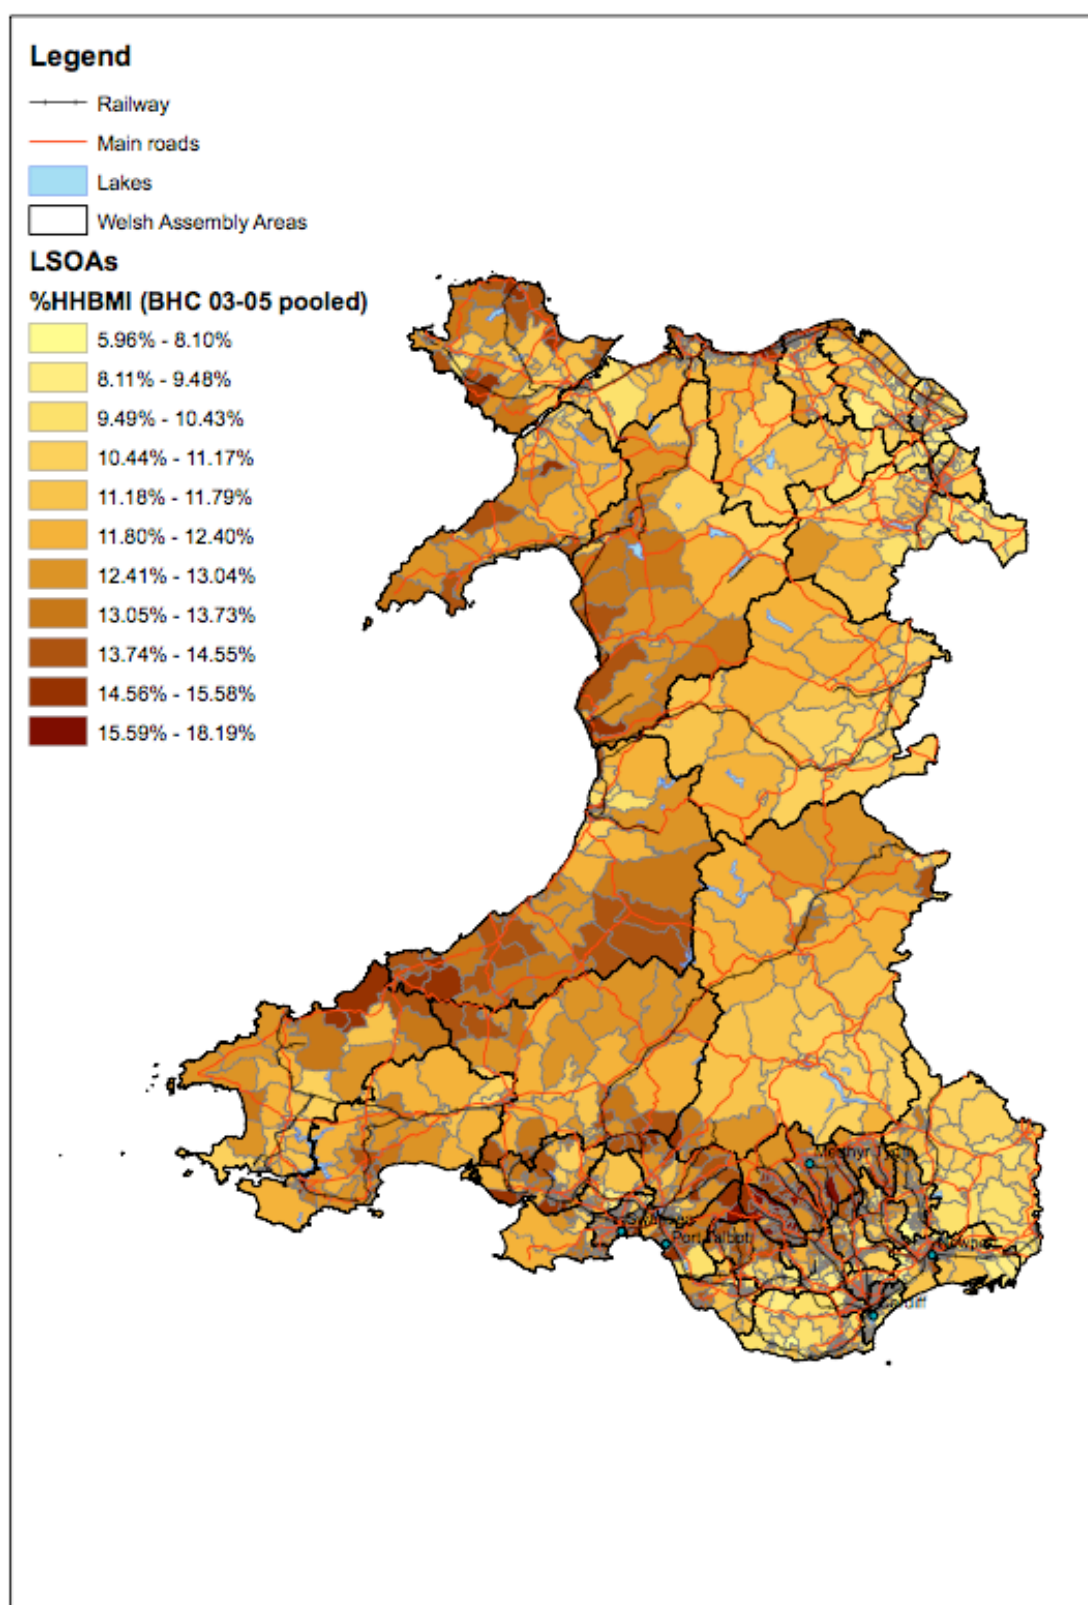 Legend
Railway
Main roads
Lakes
Welsh Assembly Areas
LSOAs
%HHBMI (BHC 03-05 pooled)
5.96% - 8.10%
8.11% - 9.48%
9.49% - 10.43%
10.44% - 11.17%
11.18% - 11.79%
11.80% - 12.40%
12.41% - 13.04%
13.05% - 13.73%
13.74% - 14.55%
14.56% - 15.58%
15.59% - 18.19%
Port Talbot